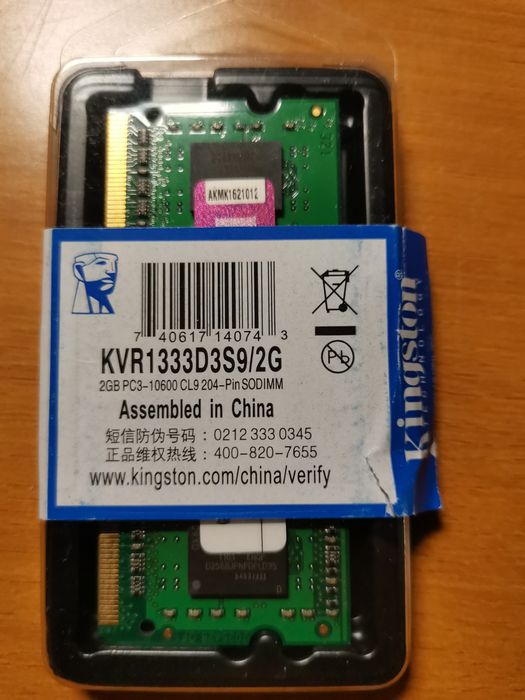 AKMK1621012
7 40617 14074 3
KVR1333D3S9/2G
2GB PC3-10600 CL9 204-Pin SODIMM
Assembled in China
短信防伪号码：0212 333 0345
正品维权热线：400-820-7655
www.kingston.com/china/verify
Pb
Kingston®
TECHNOLOGY